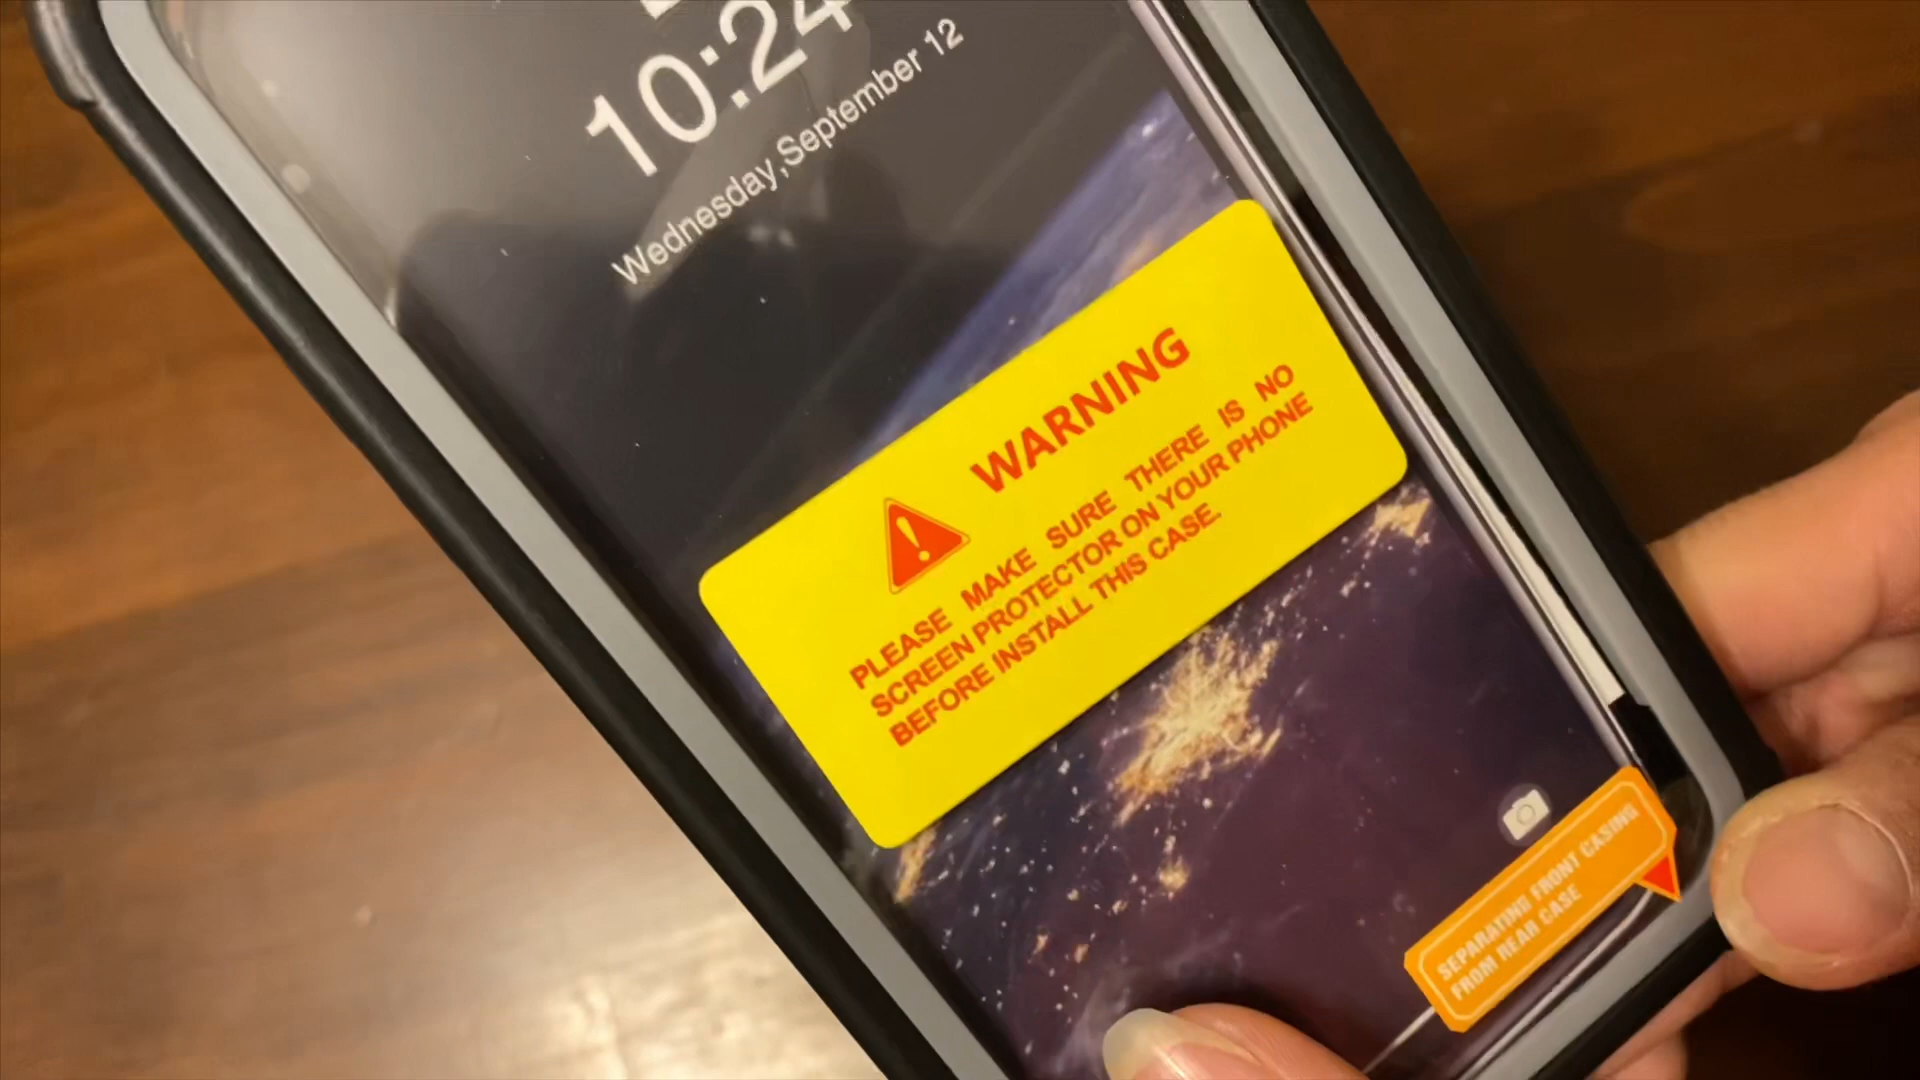 10:24
Wednesday,September 12
WARNING
PLEASE MAKE SURE THERE IS NO
SCREEN PROTECTOR ON YOUR PHONE
BEFORE INSTALL THIS CASE.
SEPARATING FRONT CASING
FROM REAR CASE